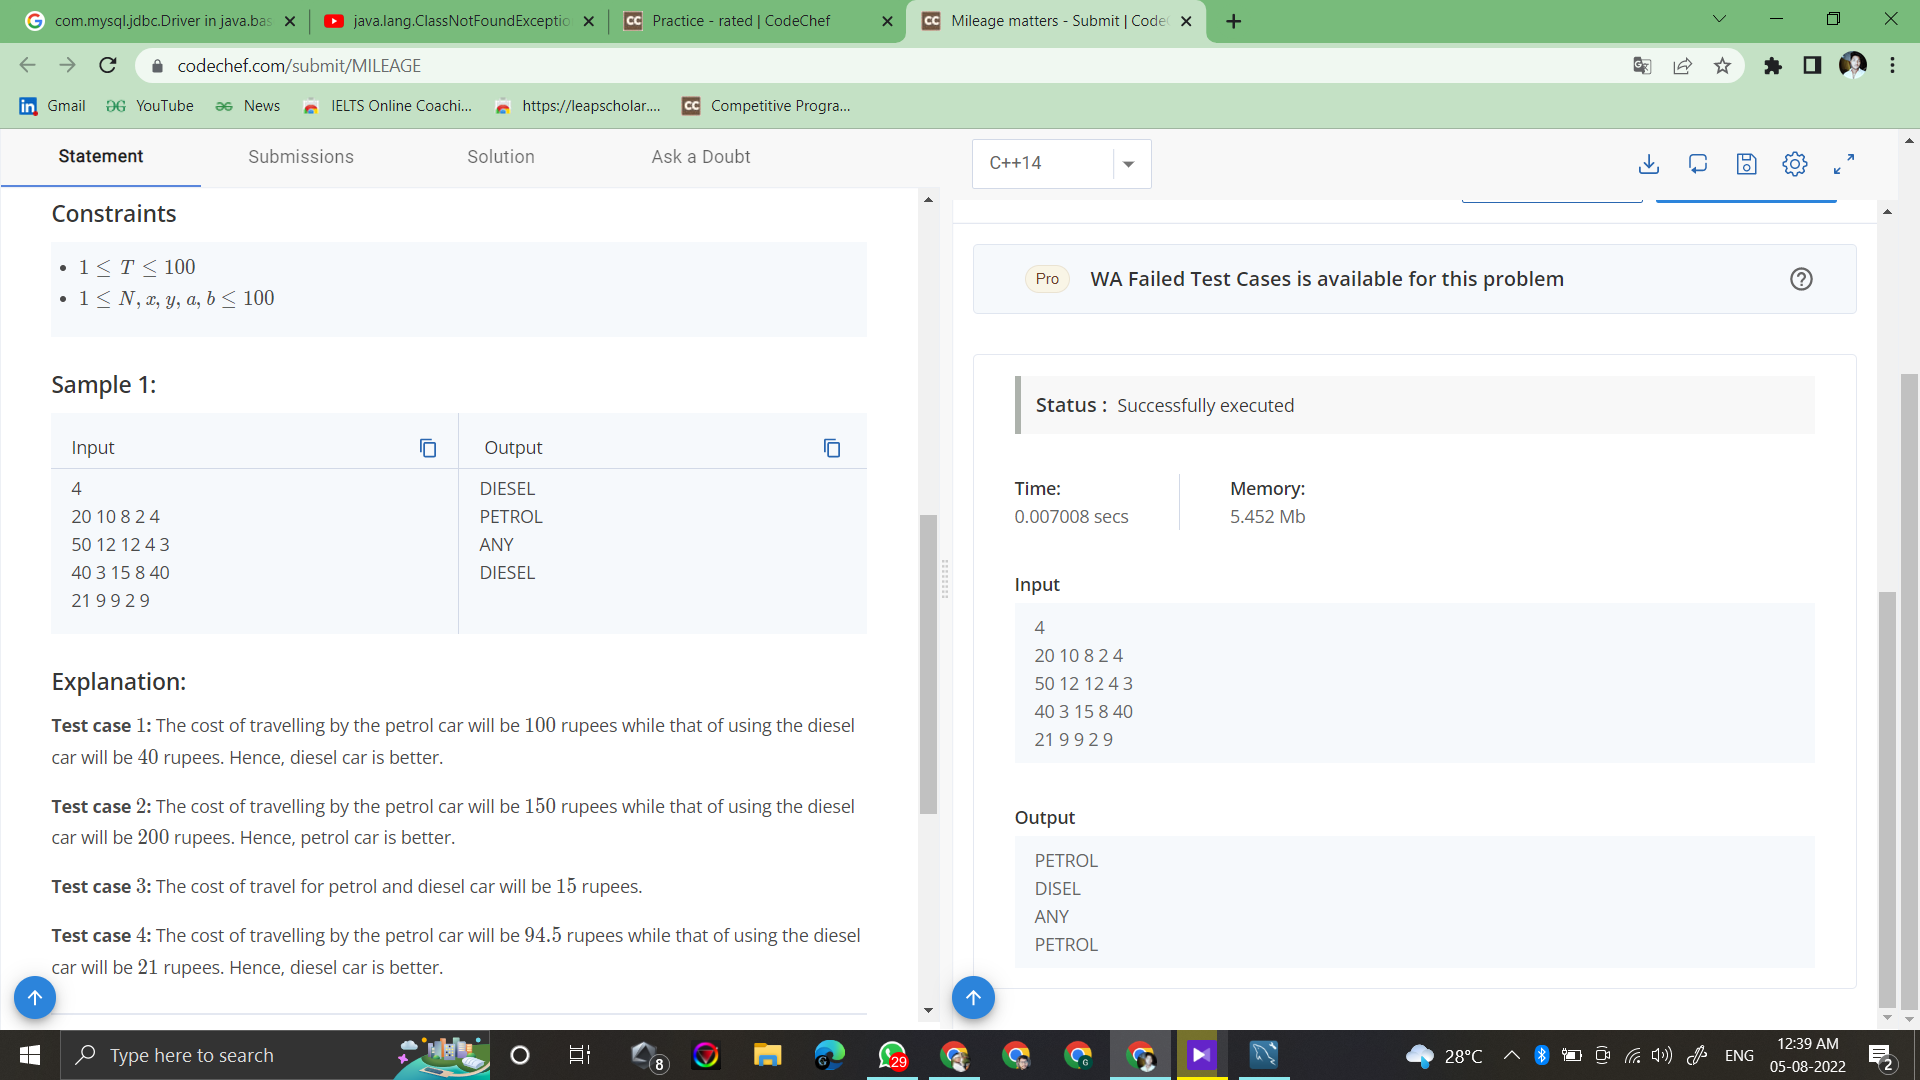 com.mysql.jdbc.Driver in java.bas
java.lang.ClassNotFoundExceptio
Practice - rated | CodeChef
Mileage matters - Submit | Code
codechef.com/submit/MILEAGE
Gmail
YouTube
News
IELTS Online Coachi...
https://leapscholar....
CC
Competitive Progra...
Statement
Submissions
Solution
Ask a Doubt
C++14
Constraints
• 1 ≤ T ≤ 100
• 1 ≤ N, x, y, a, b ≤ 100
Sample 1:
Input
Output
4
20 10 8 2 4
50 12 12 4 3
40 3 15 8 40
21 9 9 2 9
DIESEL
PETROL
ANY
DIESEL
Explanation:
Test case 1: The cost of travelling by the petrol car will be 100 rupees while that of using the diesel
car will be 40 rupees. Hence, diesel car is better.
Test case 2: The cost of travelling by the petrol car will be 150 rupees while that of using the diesel
car will be 200 rupees. Hence, petrol car is better.
Test case 3: The cost of travel for petrol and diesel car will be 15 rupees.
Test case 4: The cost of travelling by the petrol car will be 94.5 rupees while that of using the diesel
car will be 21 rupees. Hence, diesel car is better.
Pro
WA Failed Test Cases is available for this problem
Status : Successfully executed
Time:
0.007008 secs
Memory:
5.452 Mb
Input
4
20 10 8 2 4
50 12 12 4 3
40 3 15 8 40
21 9 9 2 9
Output
PETROL
DISEL
ANY
PETROL
Type here to search
8
29
28°C
ENG
12:39 AM
05-08-2022
2